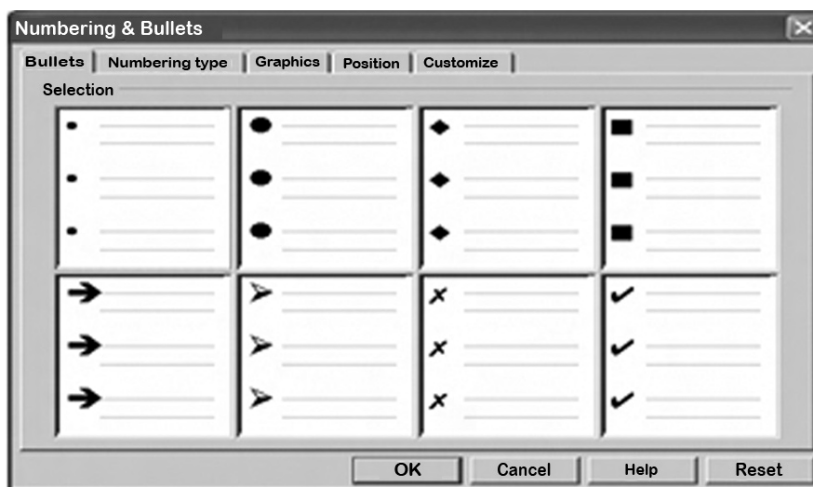 Numbering & Bullets
Bullets Numbering type Graphics Position Customize
Selection
OK Cancel Help Reset